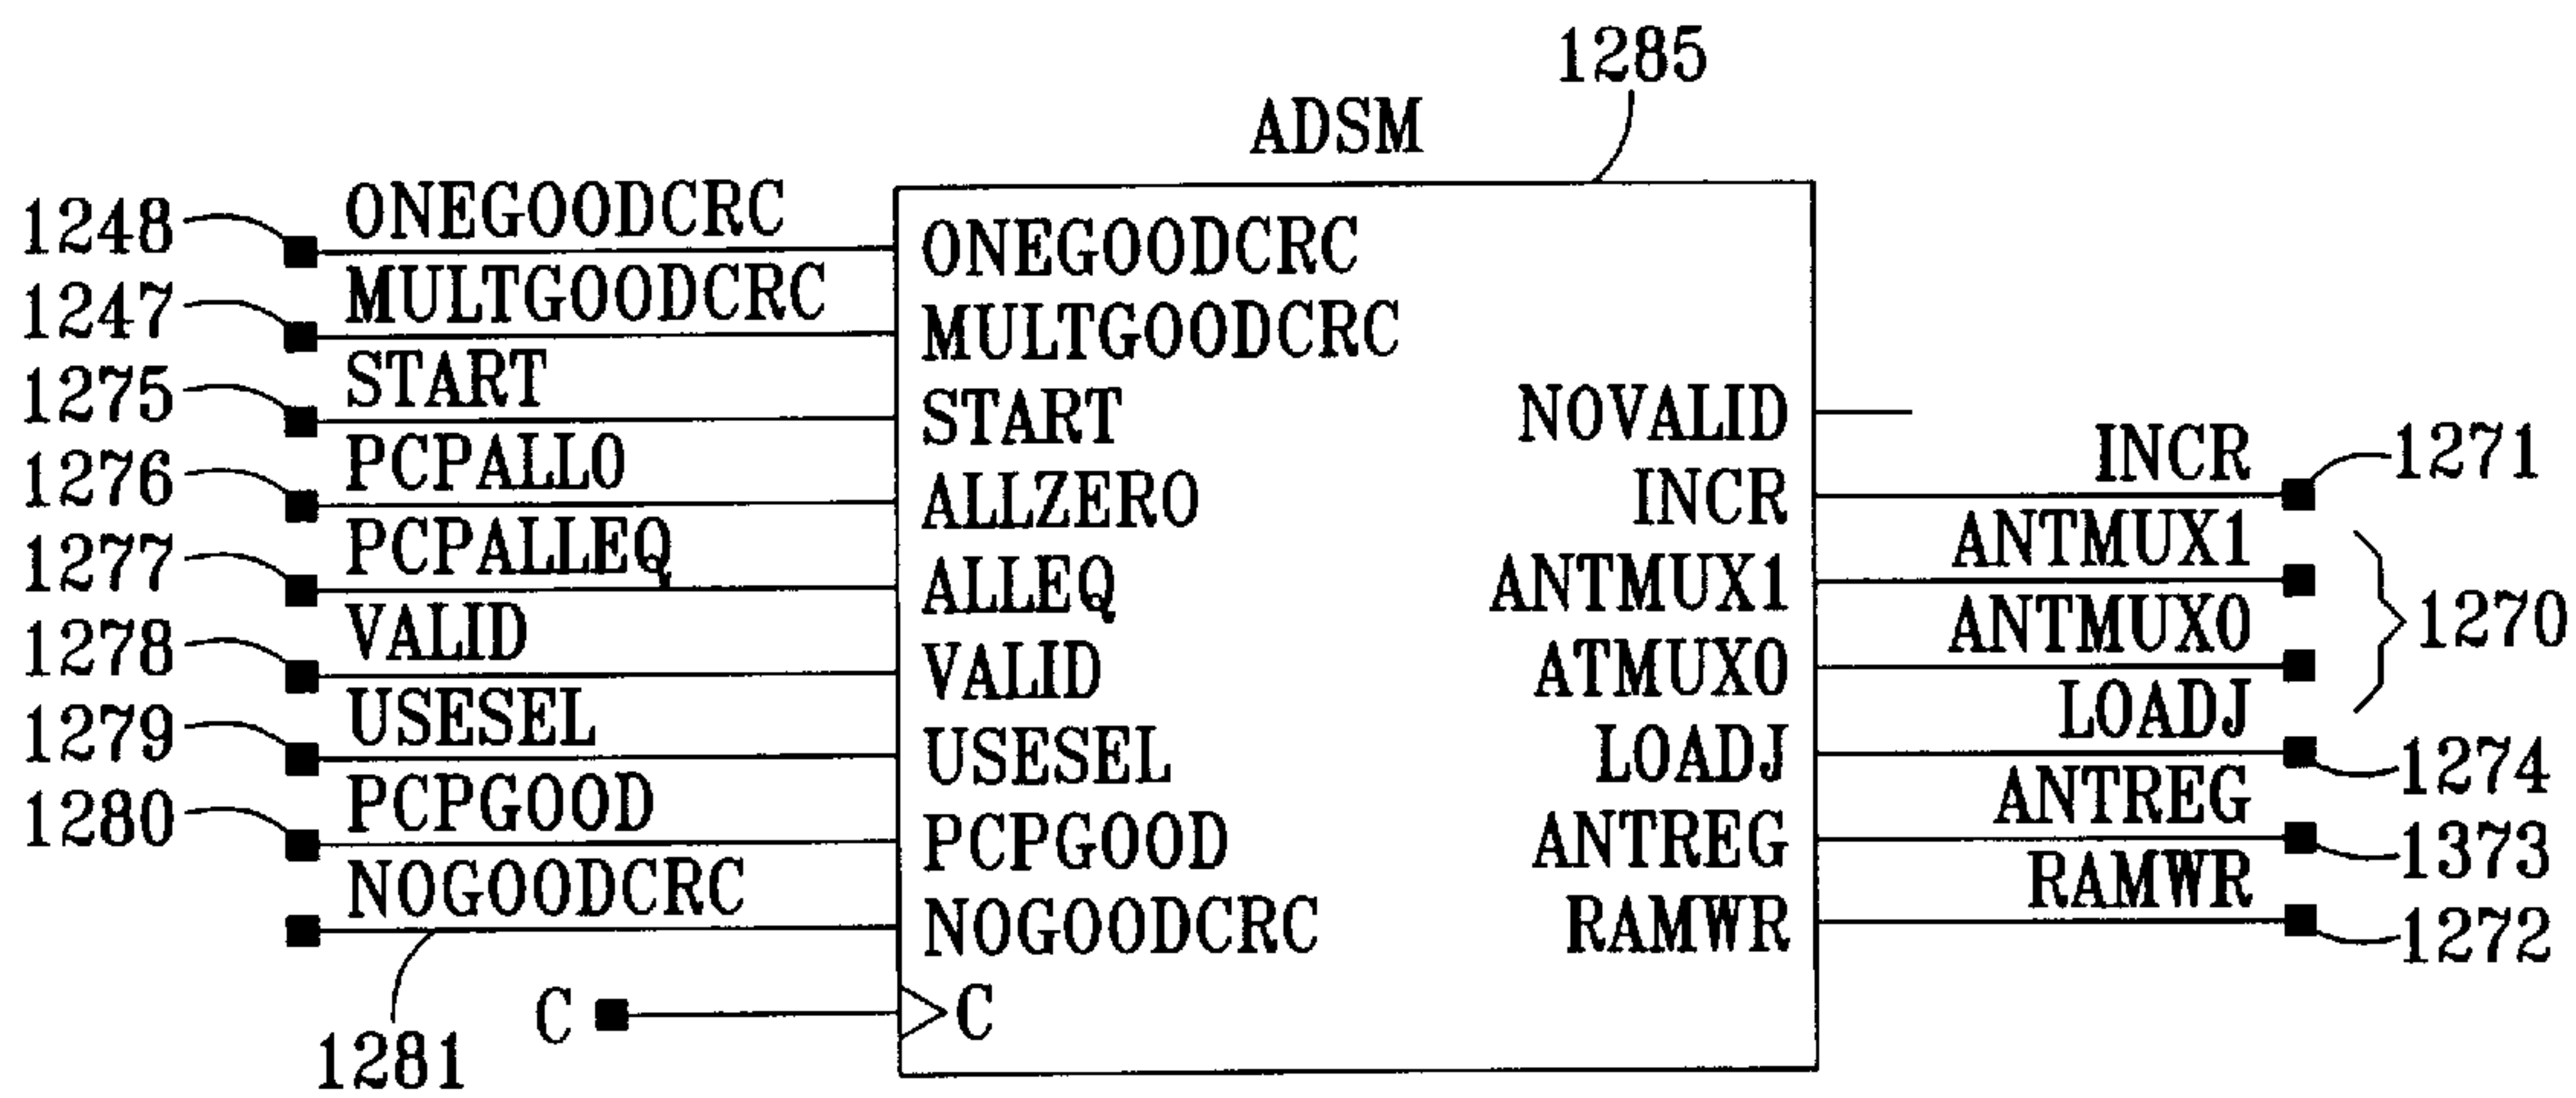 1285
ADSM
1248 ONEGOODCRC ONEGOODCRC
1247 MULTGOODCRC MULTGOODCRC
1275 START START NOVALID
1276 PCPALL0 ALLZERO INCR INCR 1271
1277 PCPALLEQ ALLEQ ANTMUX1 ANTMUX1
1278 VALID VALID ATMUX0 ANTMUX0 1270
1279 USESEL USESEL LOADJ LOADJ 1274
1280 PCPGOOD PCPGOOD ANTREG ANTREG 1373
NOGOODCRC NOGOODCRC RAMWR RAMWR 1272
C C
1281